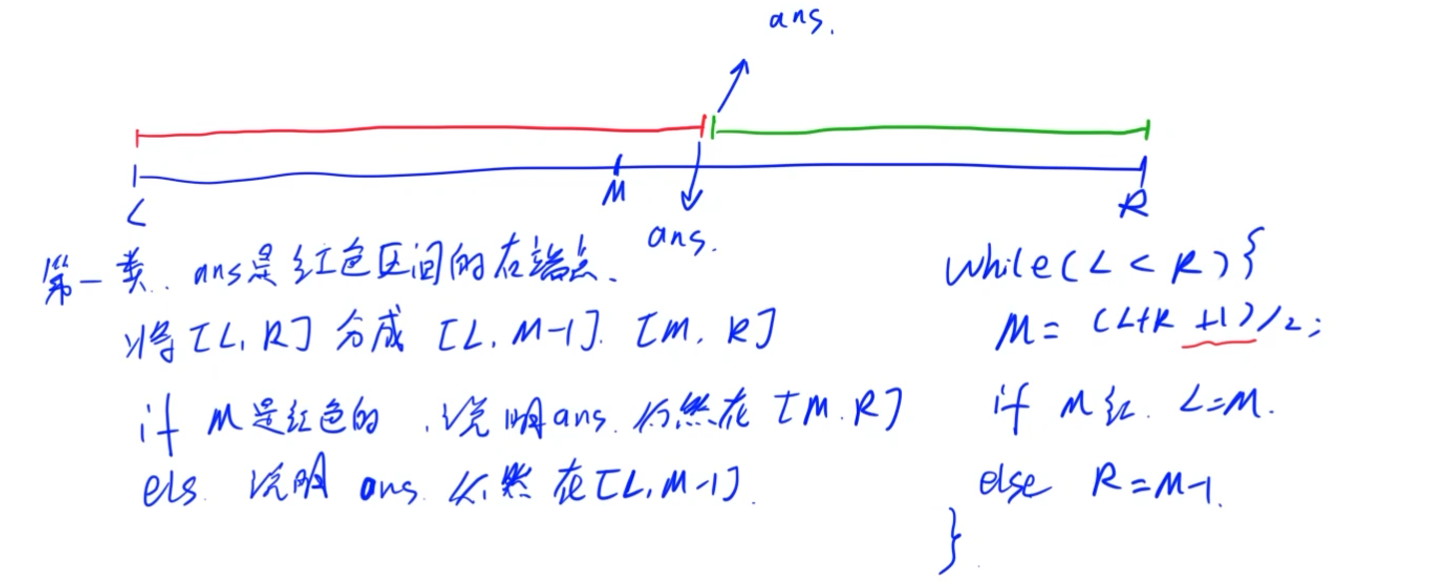 ans.
L
M
R
ans.
第一类. ans是红色区间的右端点.
将[L, R] 分成 [L, M-1]. [M, R]
if M是红色的 , 说明ans. 必然在 [M.R]
els. 说明 ans. 必然在[L, M-1].
while(L < R){
M= (L+R +1)/2;
if M红. L=M.
else R=M-1.
}